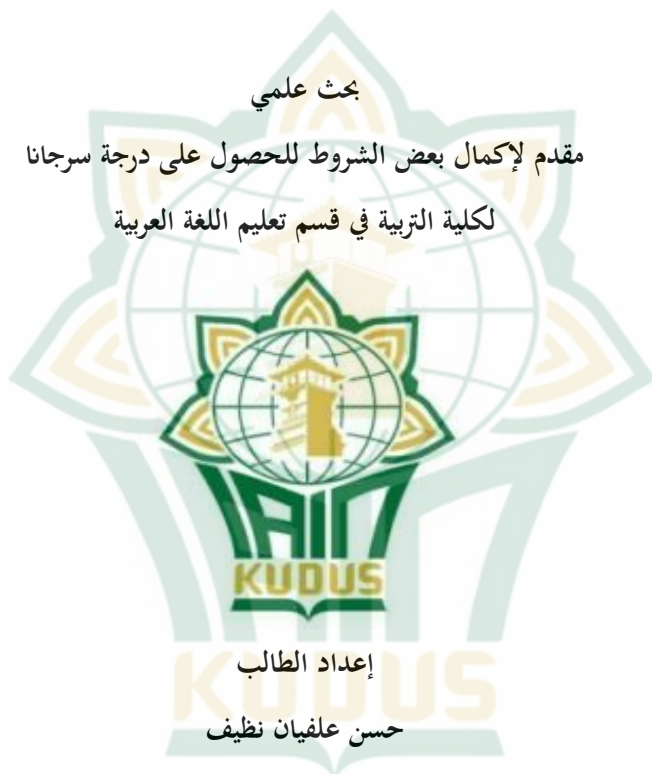 بحث علمي
مقدم لإكمال بعض الشروط للحصول على درجة سرجانا
لكلية التربية في قسم تعليم اللغة العربية
IAIN
KUDUS
إعداد الطالب
KUDUS
حسن علفيان نظيف